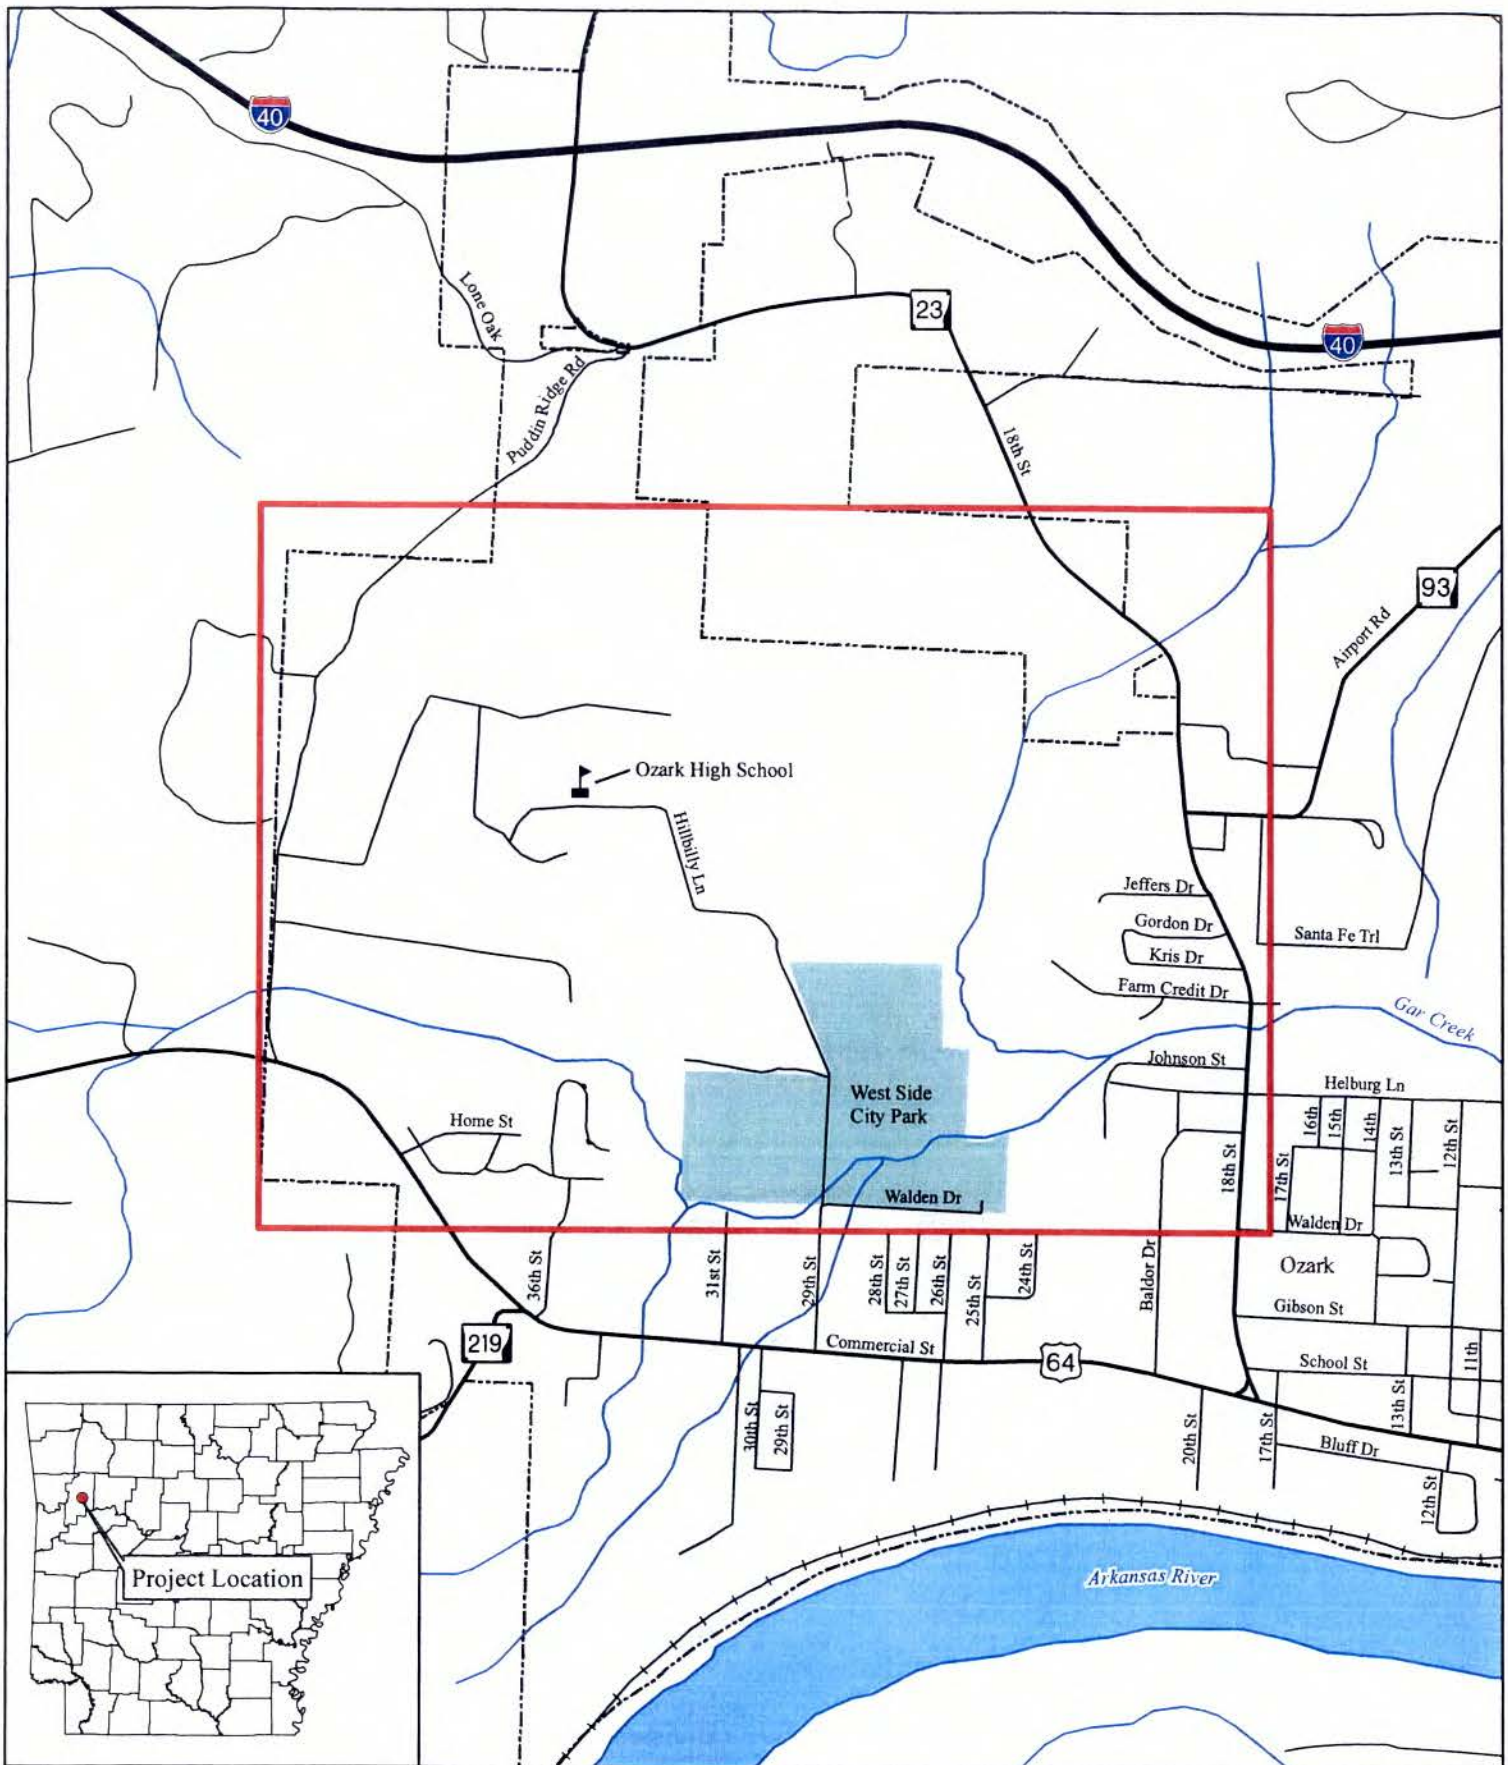 40
Lone Oak
23
40
Puddin Ridge Rd
18th St
93
Airport Rd
Ozark High School
Hillbilly Ln
Jeffers Dr
Gordon Dr
Santa Fe Trl
Kris Dr
Farm Credit Dr
Gar Creek
Johnson St
Helburg Ln
West Side
City Park
Home St
16th
15th
14th
13th St
12th St
18th St
17th St
Walden Dr
Walden Dr
36th St
31st St
29th St
28th St
27th St
26th St
25th St
24th St
Baldor Dr
Ozark
Gibson St
219
Commercial St
64
School St
11th
30th St
29th St
20th St
17th St
13th St
Bluff Dr
12th St
Project Location
Arkansas River